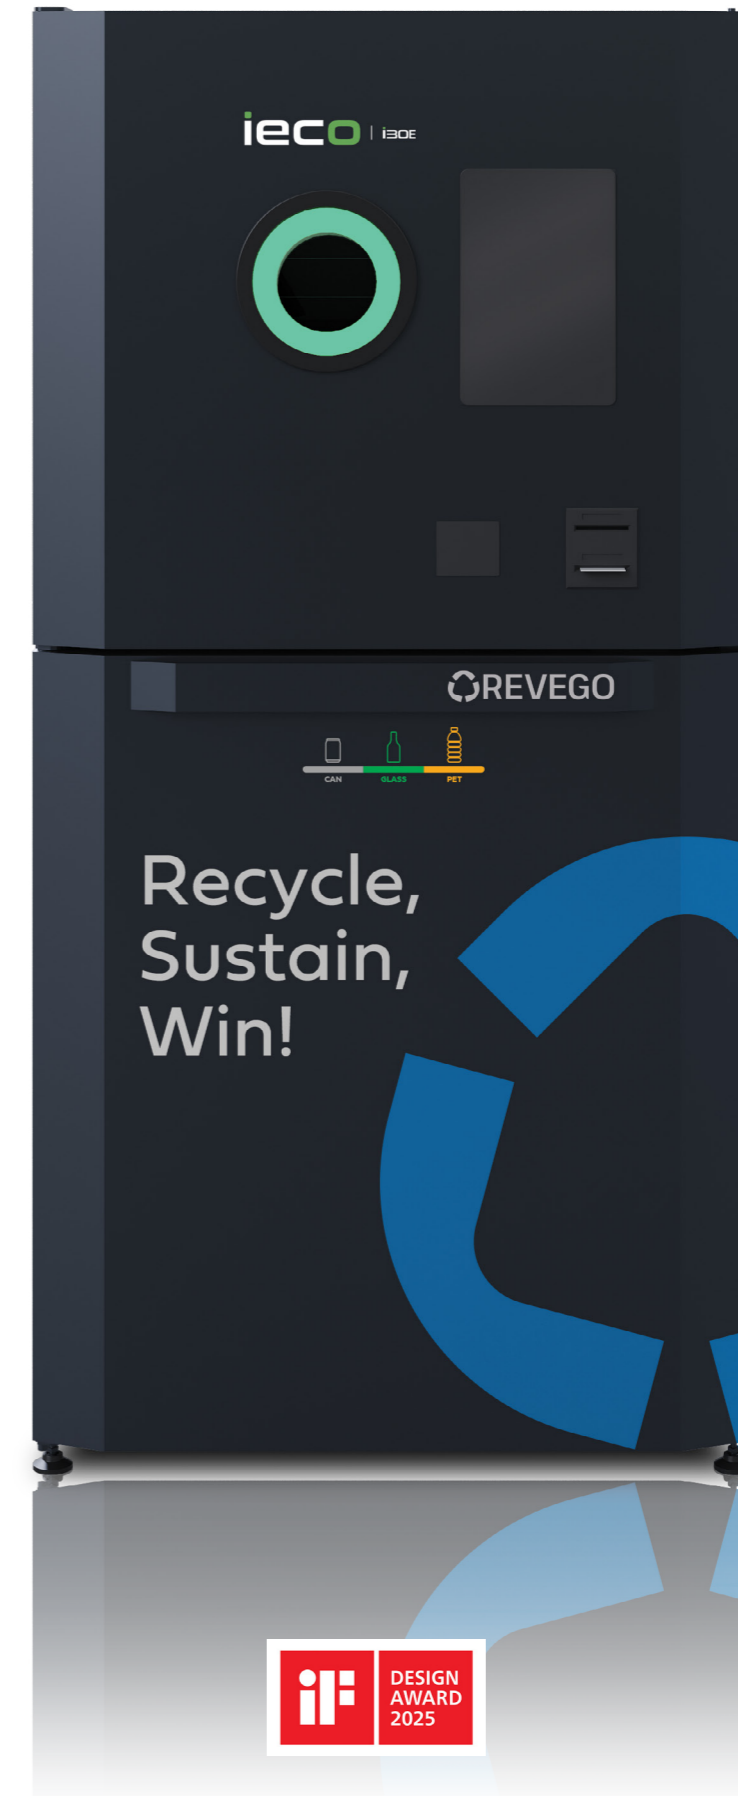 ieco | i30E
REVEGO
CAN GLASS PET
Recycle,
Sustain,
Win!
iF
DESIGN
AWARD
2025